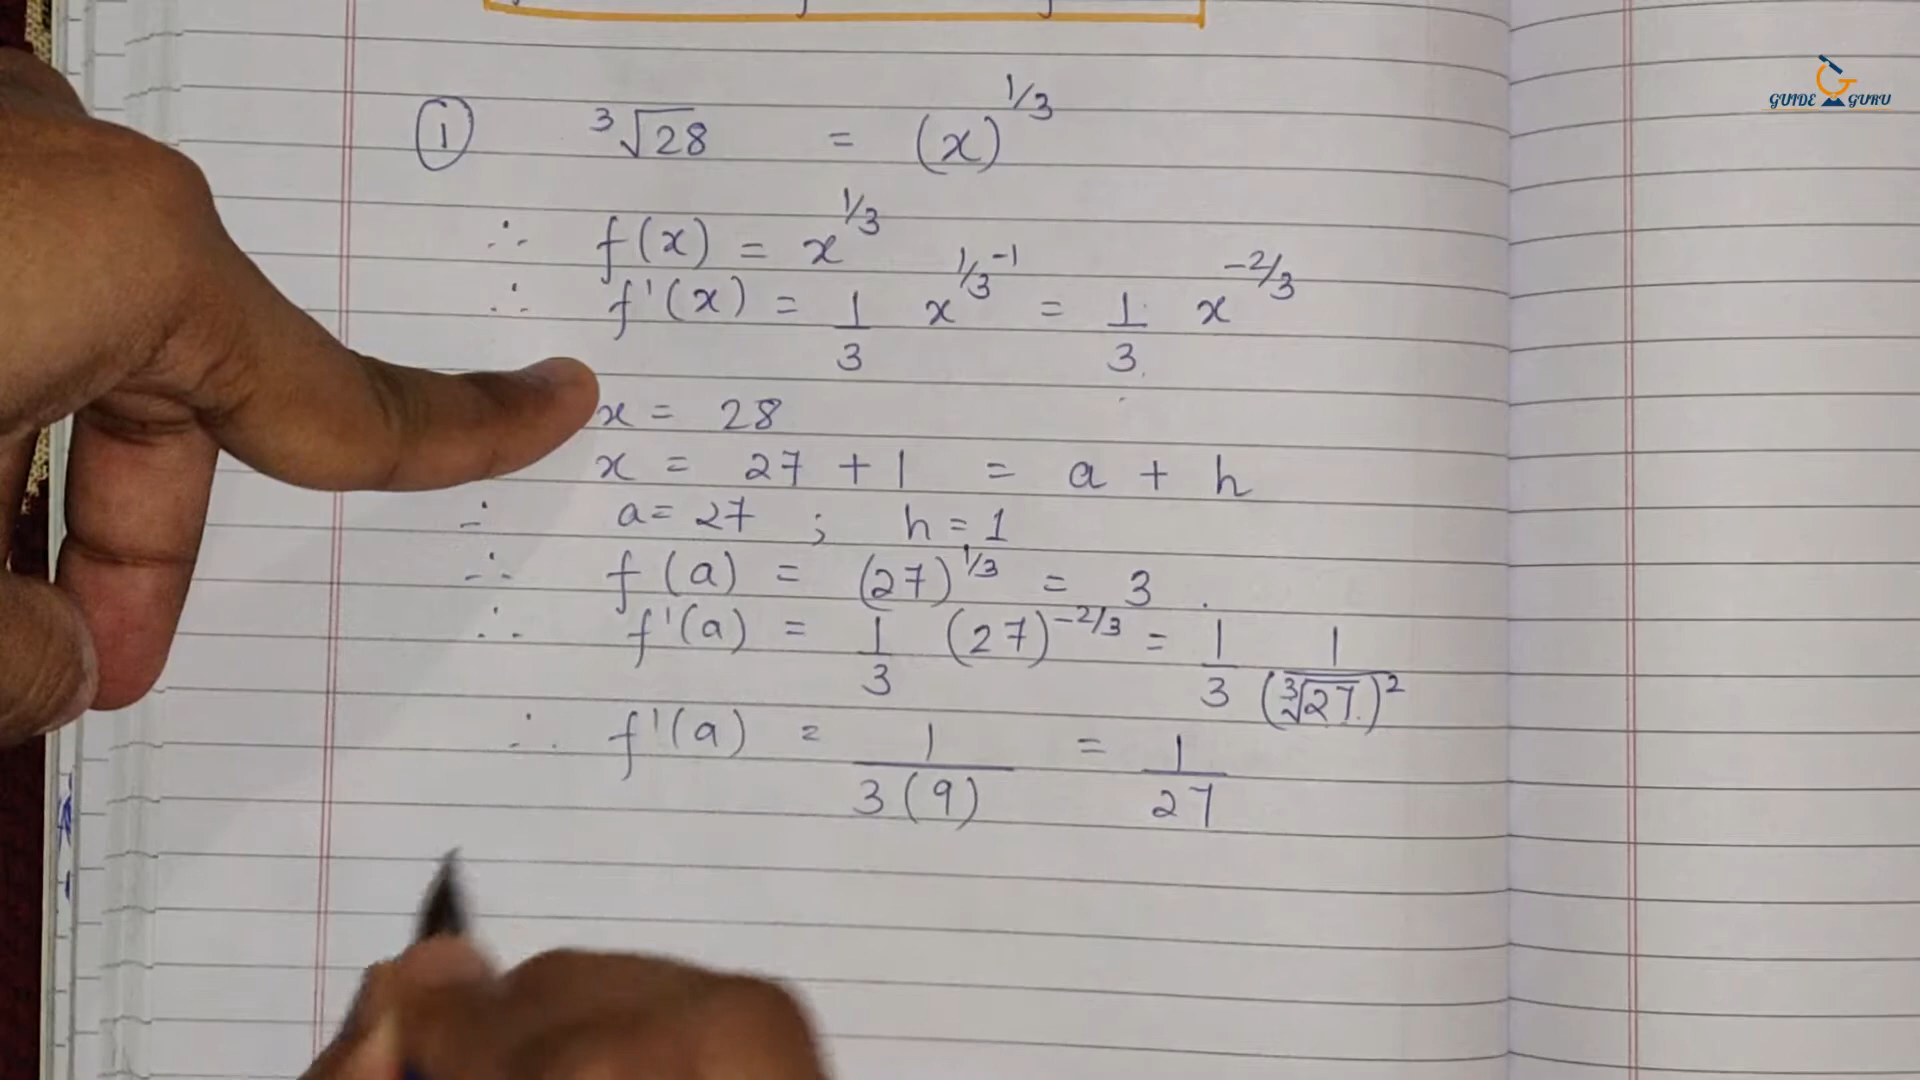 ① ³√28 = (x)^1/3
∴ f(x) = x^1/3
∴ f'(x) = 1/3 x^1/3-1 = 1/3 x^-2/3
x = 28
x = 27 + 1 = a + h
∴ a = 27 ; h = 1
∴ f(a) = (27)^1/3 = 3
∴ f'(a) = 1/3 (27)^-2/3 = 1/3 1/(³√27)²
∴ f'(a) = 1/3(9) = 1/27
GUIDE GURU